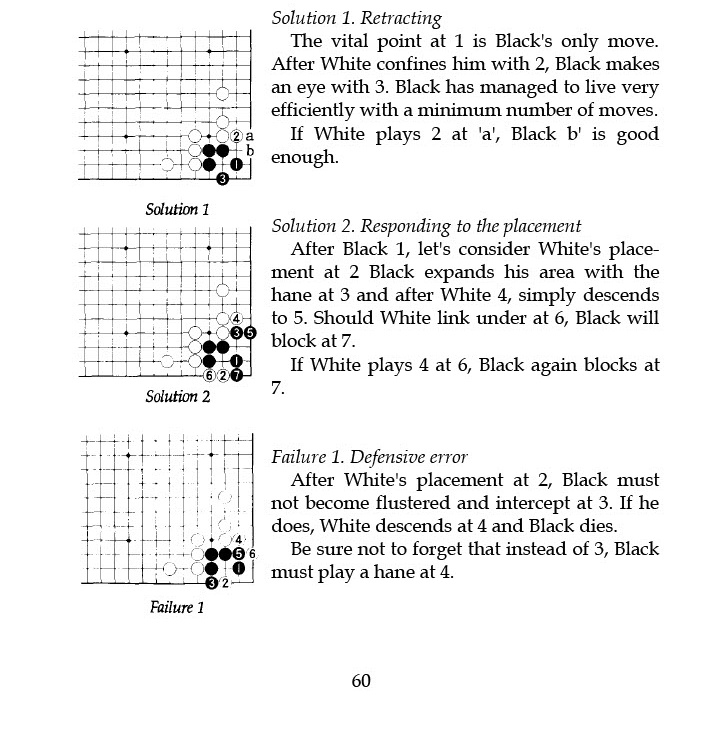 Solution 1. Retracting
The vital point at 1 is Black's only move.
After White confines him with 2, Black makes
an eye with 3. Black has managed to live very
efficiently with a minimum number of moves.
If White plays 2 at 'a', Black b' is good
enough.
2 a
b
1
3
Solution 1
Solution 2. Responding to the placement
After Black 1, let's consider White's place-
ment at 2 Black expands his area with the
hane at 3 and after White 4, simply descends
to 5. Should White link under at 6, Black will
block at 7.
If White plays 4 at 6, Black again blocks at
7.
4
3 5
1
6 2 7
Solution 2
Failure 1. Defensive error
After White's placement at 2, Black must
not become flustered and intercept at 3. If he
does, White descends at 4 and Black dies.
Be sure not to forget that instead of 3, Black
must play a hane at 4.
4
5 6
1
3 2
Failure 1
60